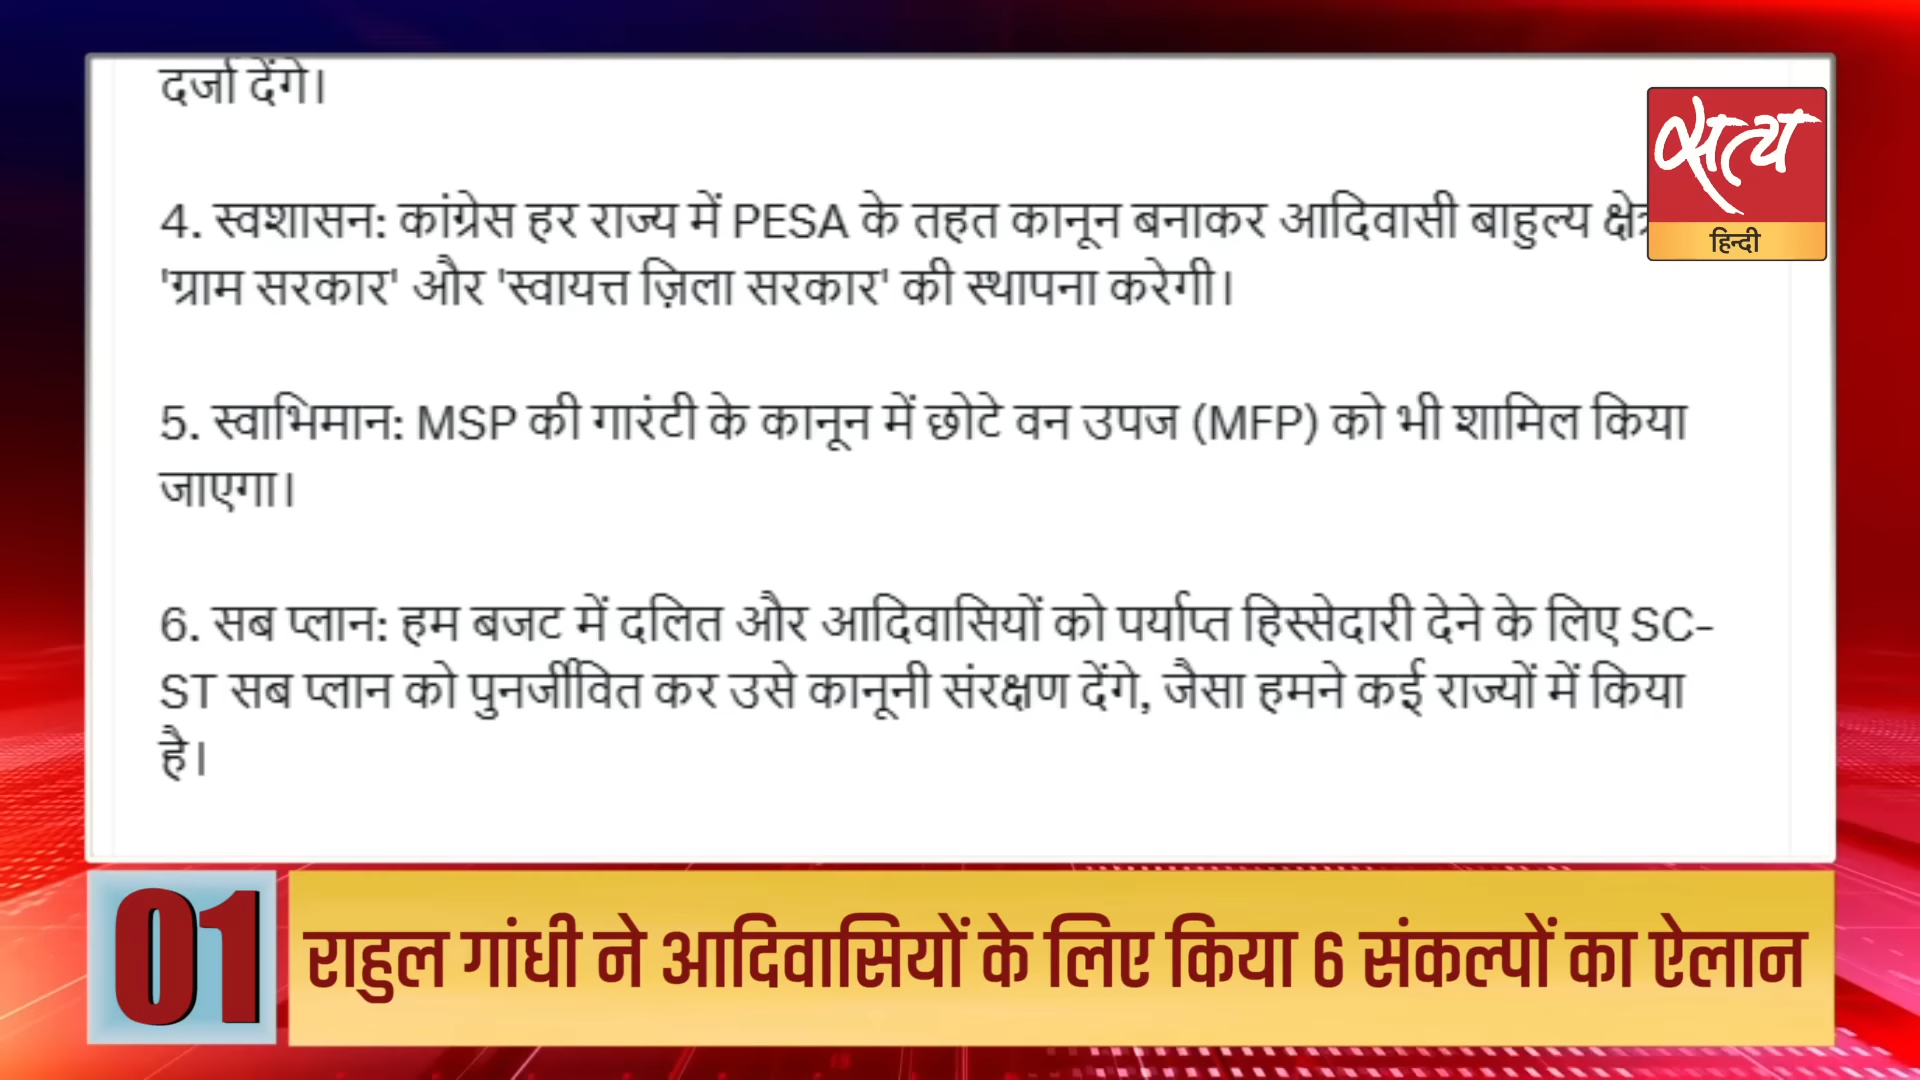 दर्जा देंगे।
सत्य
हिन्दी
4. स्वशासन: कांग्रेस हर राज्य में PESA के तहत कानून बनाकर आदिवासी बाहुल्य
'ग्राम सरकार' और 'स्वायत्त ज़िला सरकार' की स्थापना करेगी।
5. स्वाभिमान: MSP की गारंटी के कानून में छोटे वन उपज (MFP) को भी शामिल किया
जाएगा।
6. सब प्लान: हम बजट में दलित और आदिवासियों को पर्याप्त हिस्सेदारी देने के लिए SC-
ST सब प्लान को पुनर्जीवित कर उसे कानूनी संरक्षण देंगे, जैसा हमने कई राज्यों में किया
है।
01
राहुल गांधी ने आदिवासियों के लिए किया 6 संकल्पों का ऐलान